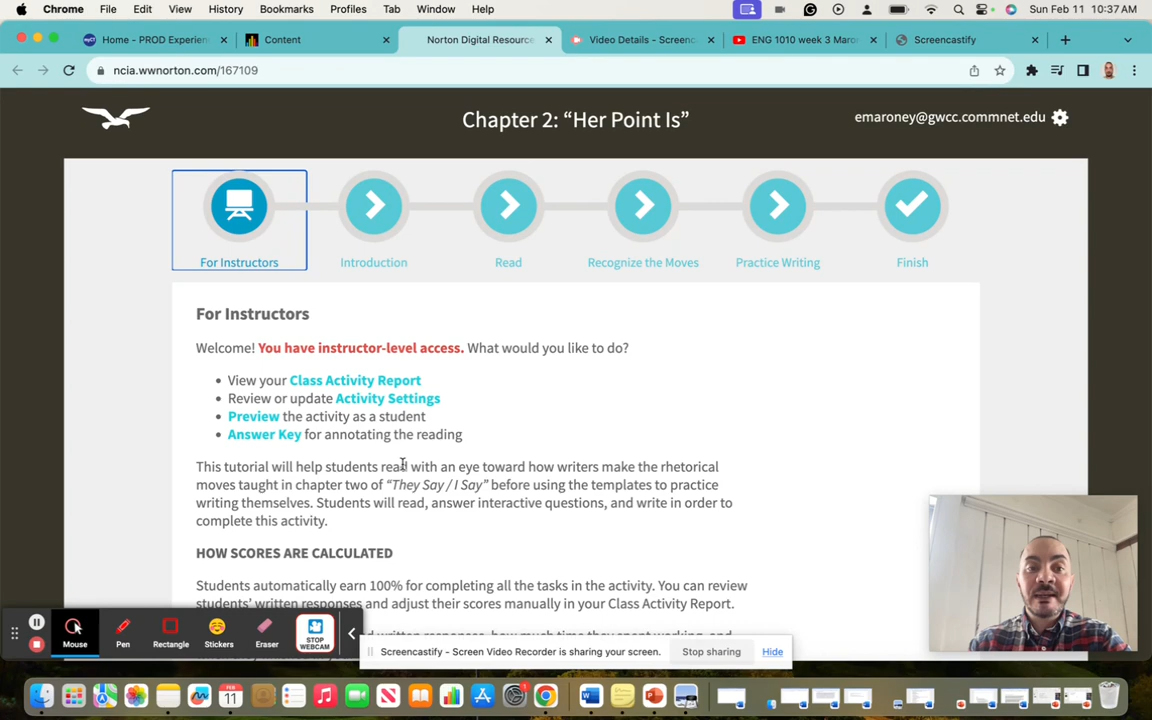 Chrome File Edit View History Bookmarks Profiles Tab Window Help Sun Feb 11 10:37 AM
Home - PROD Experien Content Norton Digital Resource Video Details - Screenc ENG 1010 week 3 Maro Screencastify
ncia.wwnorton.com/167109
Chapter 2: “Her Point Is”
emaroney@gwcc.commnet.edu
For Instructors Introduction Read Recognize the Moves Practice Writing Finish
For Instructors
Welcome! You have instructor-level access. What would you like to do?
• View your Class Activity Report
• Review or update Activity Settings
• Preview the activity as a student
• Answer Key for annotating the reading
This tutorial will help students read with an eye toward how writers make the rhetorical
moves taught in chapter two of “They Say / I Say” before using the templates to practice
writing themselves. Students will read, answer interactive questions, and write in order to
complete this activity.
HOW SCORES ARE CALCULATED
Students automatically earn 100% for completing all the tasks in the activity. You can review
students’ written responses and adjust their scores manually in your Class Activity Report.
Mouse Pen Rectangle Stickers Eraser STOP WEBCAM
Screencastify - Screen Video Recorder is sharing your screen. Stop sharing Hide
FEB
11